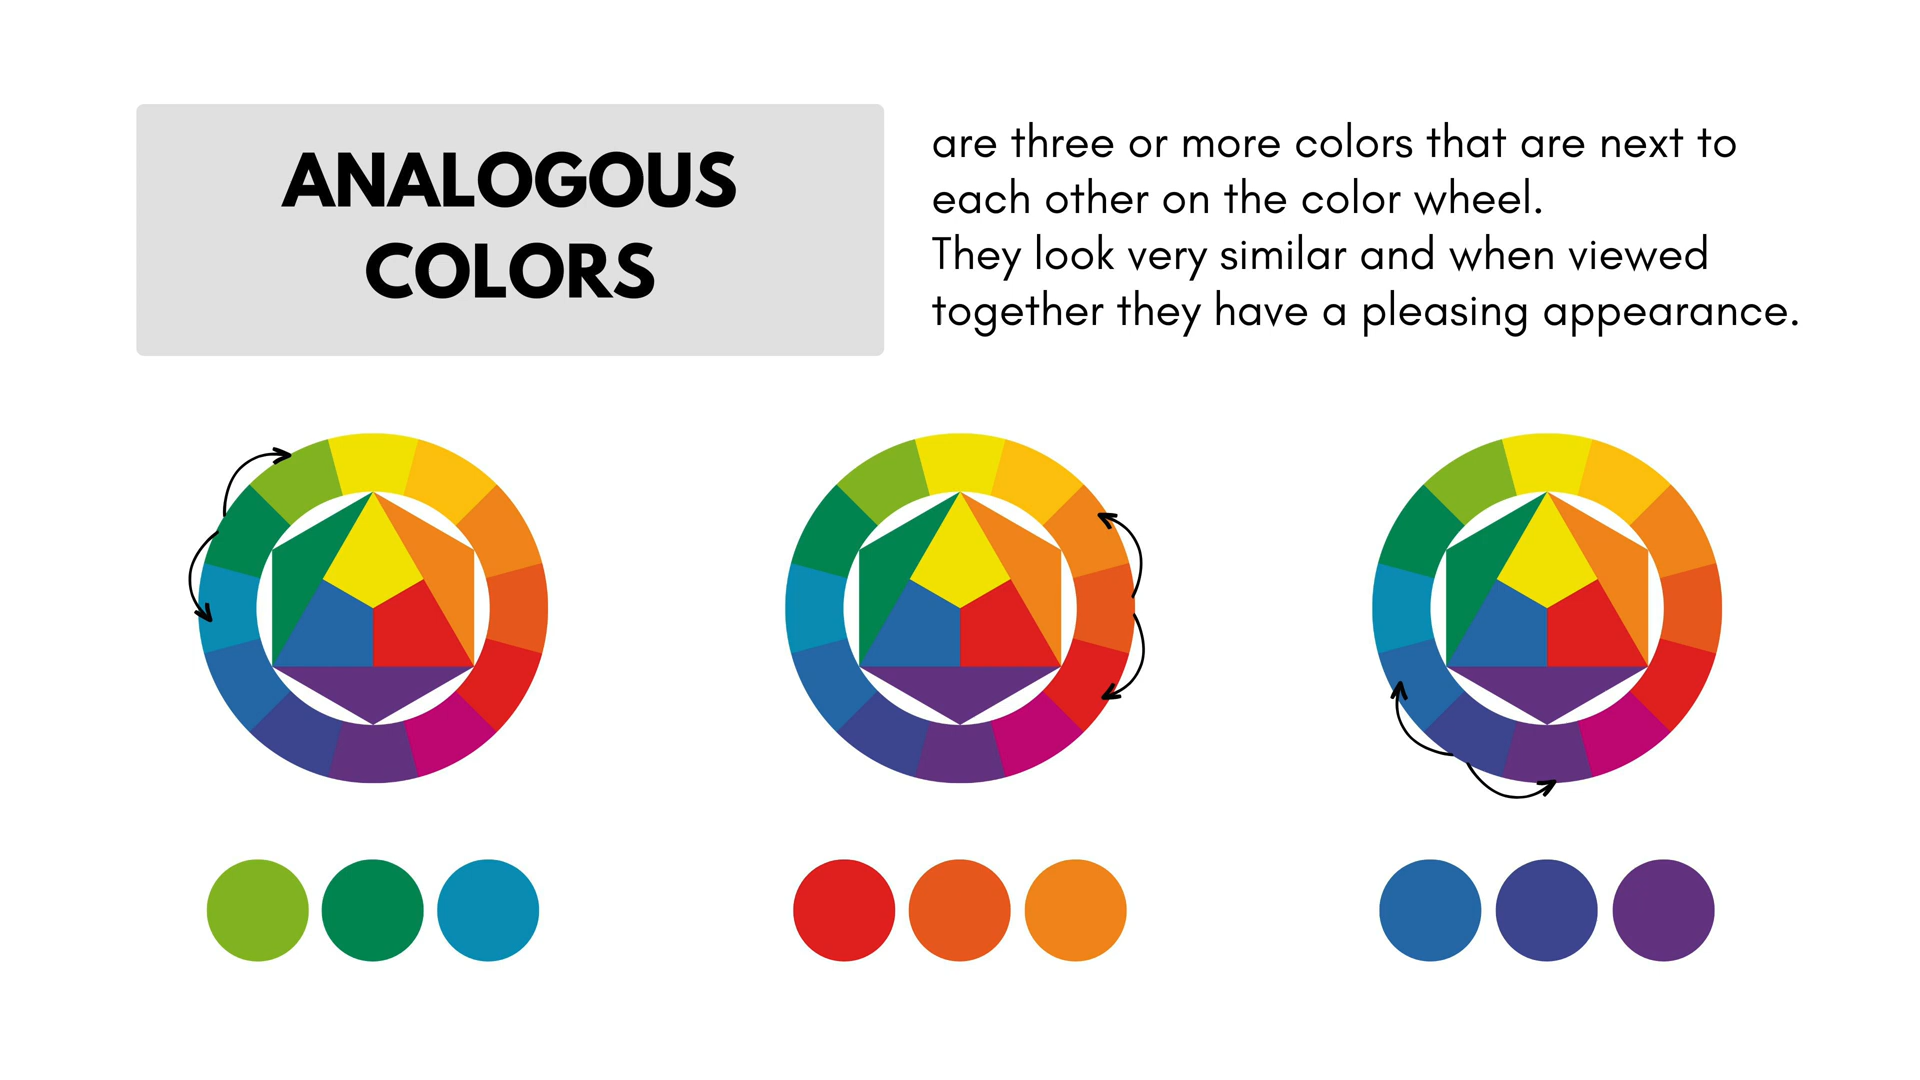 ANALOGOUS
COLORS
are three or more colors that are next to
each other on the color wheel.
They look very similar and when viewed
together they have a pleasing appearance.